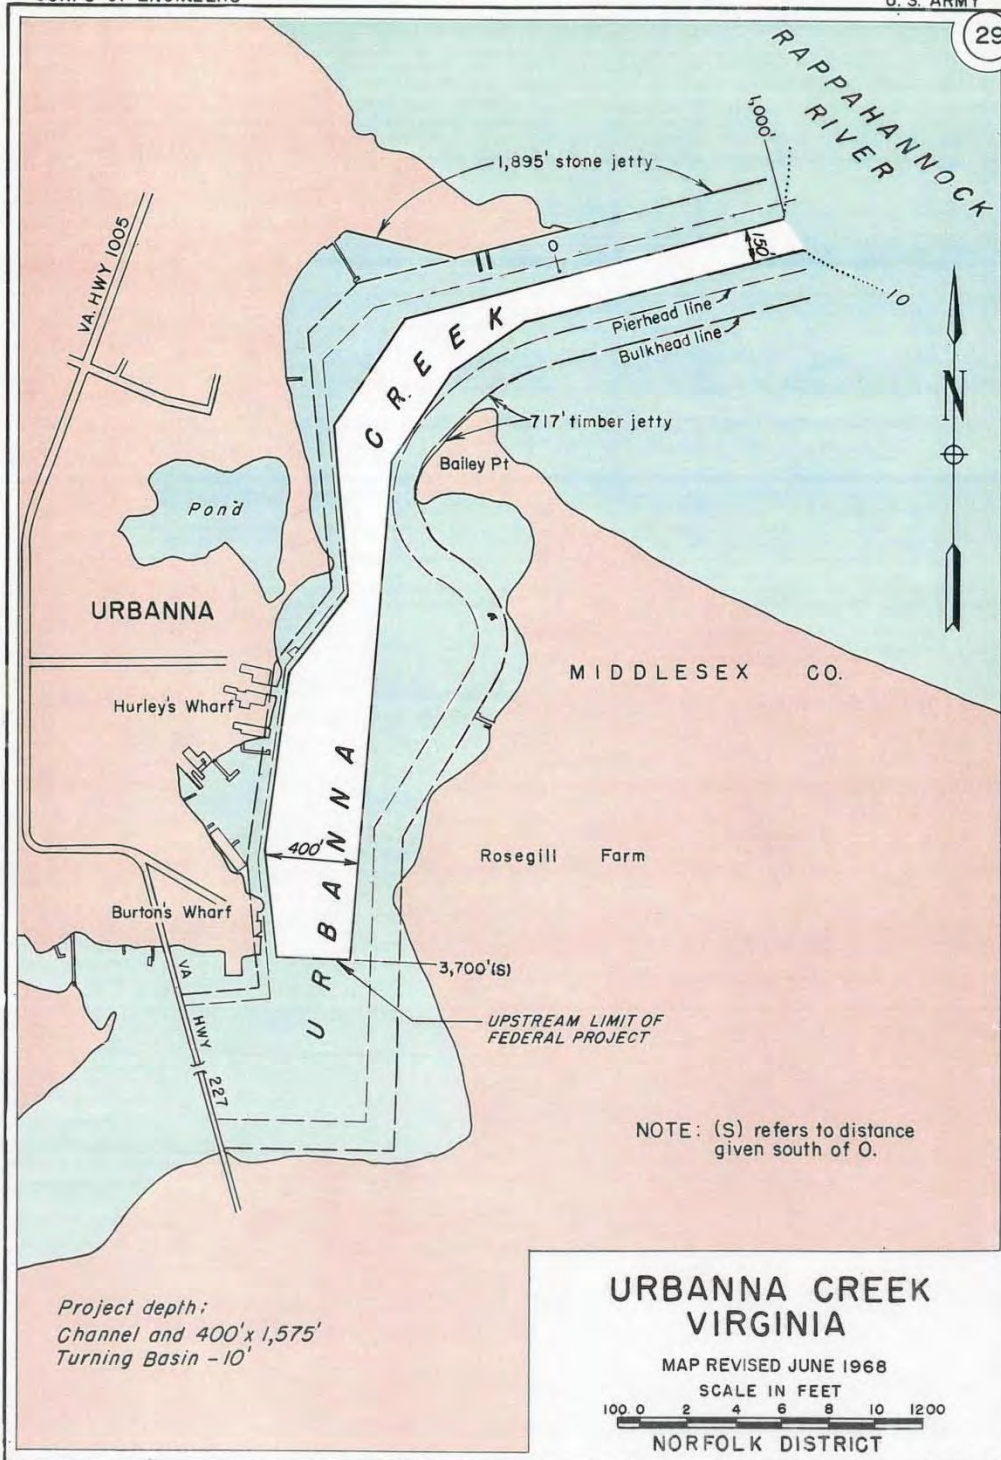 CORPS OF ENGINEERS
U. S. ARMY
29
RAPPAHANNOCK
RIVER
1,000'
1,895' stone jetty
0
150'
10
VA. HWY 1005
Pierhead line
Bulkhead line
N
CREEK
717' timber jetty
Bailey Pt
Pond
URBANNA
MIDDLESEX CO.
Hurley's Wharf
URBANNA
400'
Rosegill Farm
Burton's Wharf
3,700'(S)
VA
HWY
227
UPSTREAM LIMIT OF
FEDERAL PROJECT
NOTE: (S) refers to distance
given south of O.
Project depth:
Channel and 400'x 1,575'
Turning Basin - 10'
URBANNA CREEK
VIRGINIA
MAP REVISED JUNE 1968
SCALE IN FEET
100 0 2 4 6 8 10 1200
NORFOLK DISTRICT